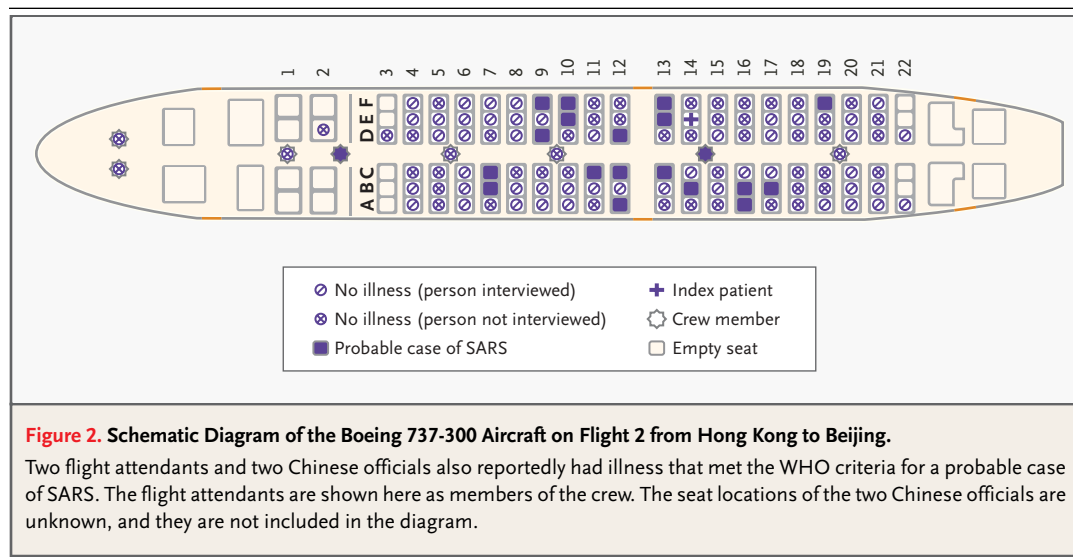 1 2 3 4 5 6 7 8 9 10 11 12 13 14 15 16 17 18 19 20 21 22
D E F
A B C
No illness (person interviewed)
No illness (person not interviewed)
Probable case of SARS
Index patient
Crew member
Empty seat
Figure 2. Schematic Diagram of the Boeing 737-300 Aircraft on Flight 2 from Hong Kong to Beijing.
Two flight attendants and two Chinese officials also reportedly had illness that met the WHO criteria for a probable case
of SARS. The flight attendants are shown here as members of the crew. The seat locations of the two Chinese officials are
unknown, and they are not included in the diagram.